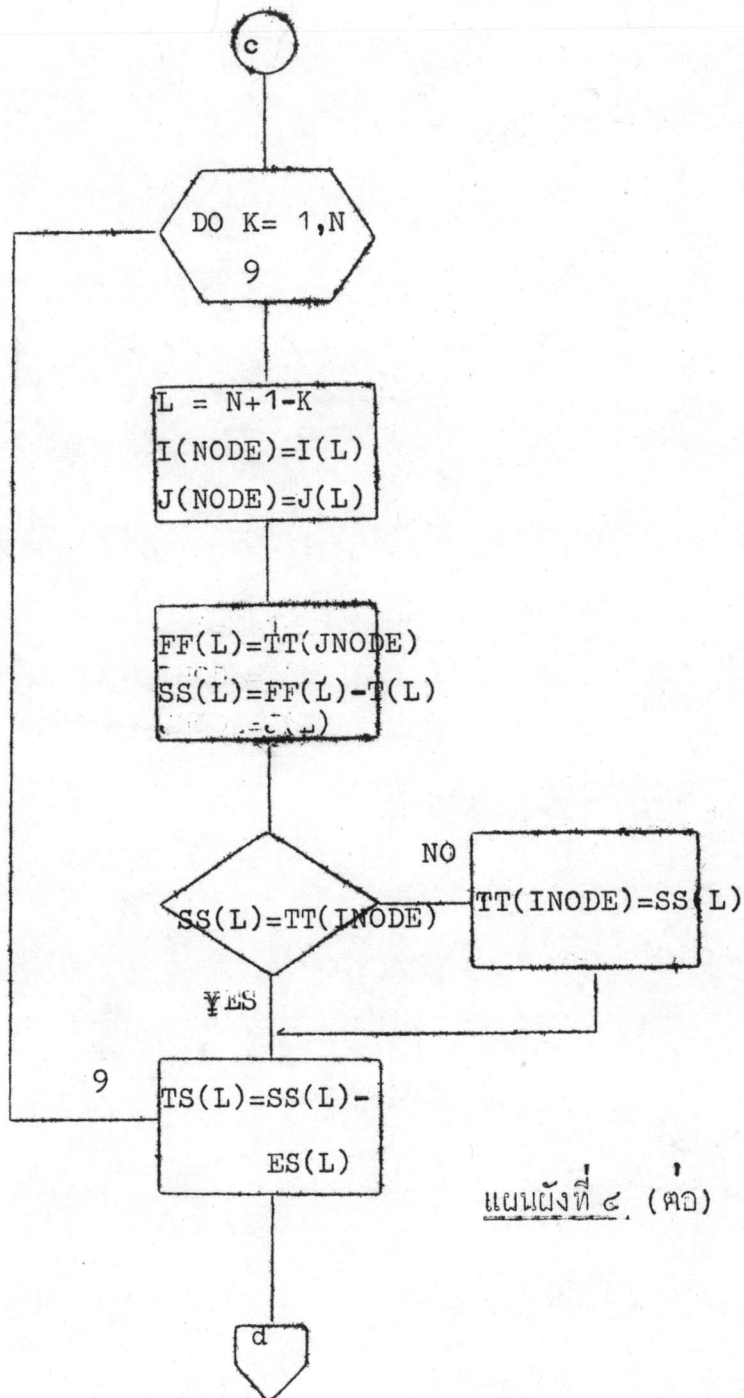 c
DO K= 1,N
9
L = N+1-K
I(NODE)=I(L)
J(NODE)=J(L)
FF(L)=TT(JNODE)
SS(L)=FF(L)-T(L)
NO
SS(L)=TT(INODE)
TT(INODE)=SS(L)
YES
9
TS(L)=SS(L)-
ES(L)
แผนผังที่ ๔ (ต่อ)
d